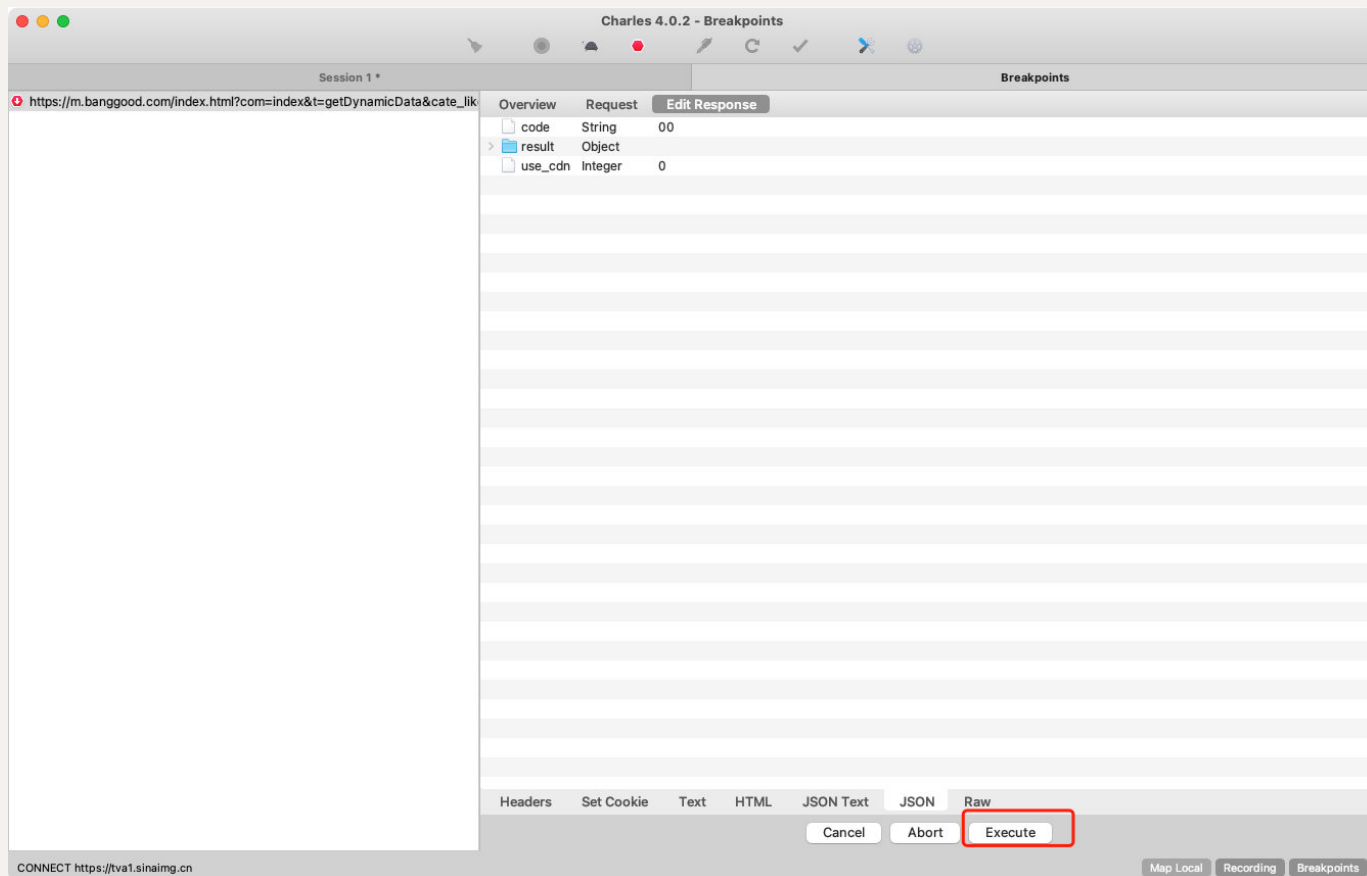 Charles 4.0.2 - Breakpoints
Session 1 *
Breakpoints
https://m.banggood.com/index.html?com=index&t=getDynamicData&cate_lik
Overview Request Edit Response
code String 00
result Object
use_cdn Integer 0
Headers Set Cookie Text HTML JSON Text JSON Raw
Cancel Abort Execute
CONNECT https://tva1.sinaimg.cn
Map Local Recording Breakpoints